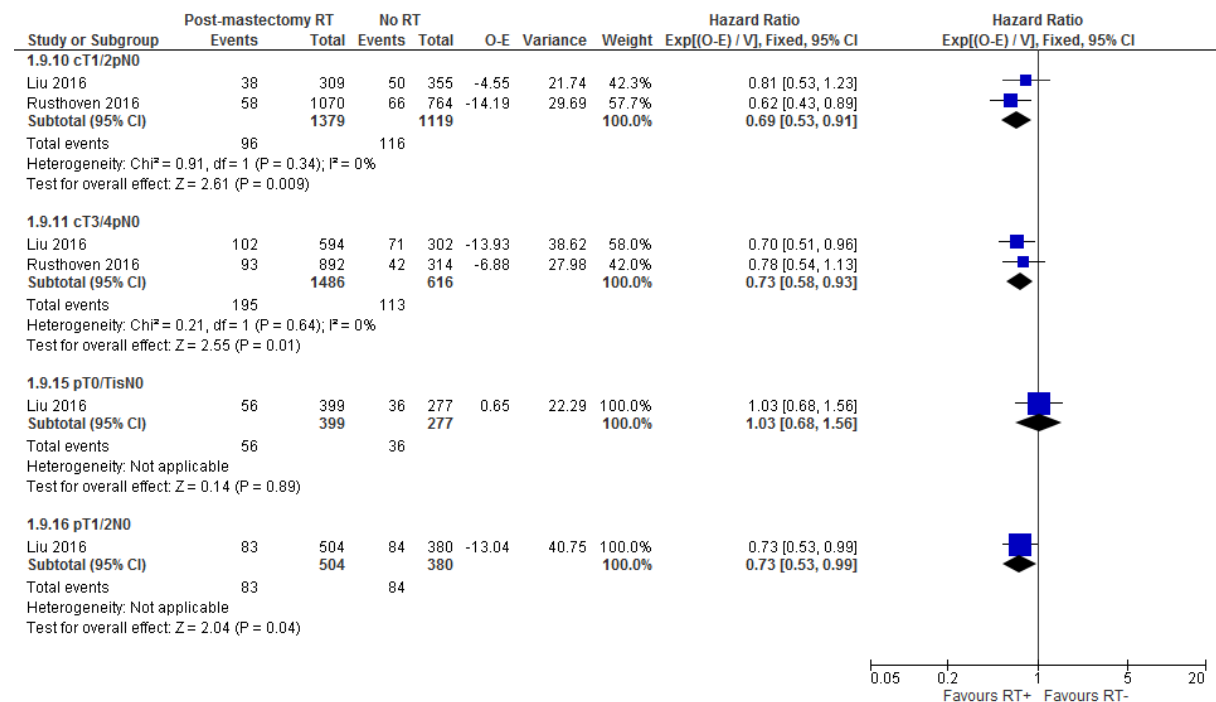 Post-mastectomy RT No RT Hazard Ratio Hazard Ratio
Study or Subgroup Events Total Events Total O-E Variance Weight Exp[(O-E) / V], Fixed, 95% CI Exp[(O-E) / V], Fixed, 95% CI
1.9.10 cT1/2pN0
Liu 2016 38 309 50 355 -4.55 21.74 42.3% 0.81 [0.53, 1.23]
Rusthoven 2016 58 1070 66 764 -14.19 29.69 57.7% 0.62 [0.43, 0.89]
Subtotal (95% CI) 1379 1119 100.0% 0.69 [0.53, 0.91]
Total events 96 116
Heterogeneity: Chi² = 0.91, df = 1 (P = 0.34); I² = 0%
Test for overall effect: Z = 2.61 (P = 0.009)
1.9.11 cT3/4pN0
Liu 2016 102 594 71 302 -13.93 38.62 58.0% 0.70 [0.51, 0.96]
Rusthoven 2016 93 892 42 314 -6.88 27.98 42.0% 0.78 [0.54, 1.13]
Subtotal (95% CI) 1486 616 100.0% 0.73 [0.58, 0.93]
Total events 195 113
Heterogeneity: Chi² = 0.21, df = 1 (P = 0.64); I² = 0%
Test for overall effect: Z = 2.55 (P = 0.01)
1.9.15 pT0/TisN0
Liu 2016 56 399 36 277 0.65 22.29 100.0% 1.03 [0.68, 1.56]
Subtotal (95% CI) 399 277 100.0% 1.03 [0.68, 1.56]
Total events 56 36
Heterogeneity: Not applicable
Test for overall effect: Z = 0.14 (P = 0.89)
1.9.16 pT1/2N0
Liu 2016 83 504 84 380 -13.04 40.75 100.0% 0.73 [0.53, 0.99]
Subtotal (95% CI) 504 380 100.0% 0.73 [0.53, 0.99]
Total events 83 84
Heterogeneity: Not applicable
Test for overall effect: Z = 2.04 (P = 0.04)
0.05 0.2 1 5 20
Favours RT+ Favours RT-